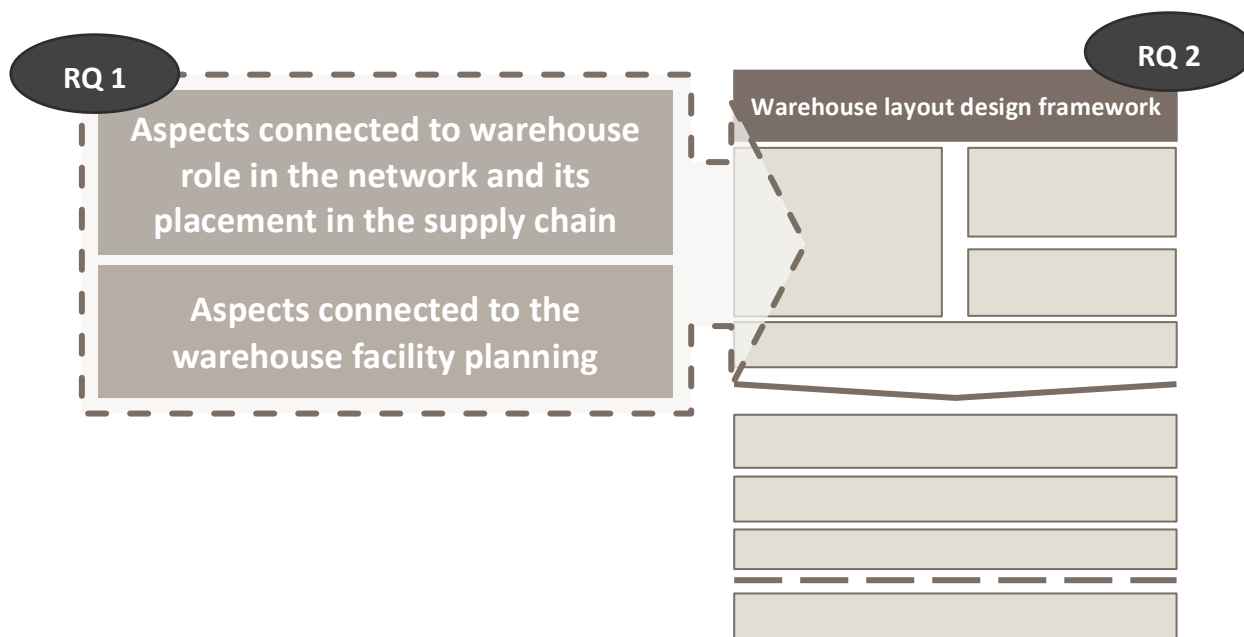 RQ 1
Aspects connected to warehouse
role in the network and its
placement in the supply chain
Aspects connected to the
warehouse facility planning
RQ 2
Warehouse layout design framework